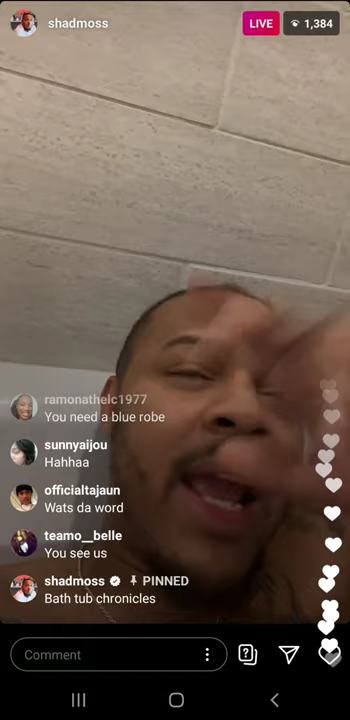 shadmoss
LIVE
1,384
ramonathelc1977
You need a blue robe
sunnyaijou
Hahhaa
officialtajaun
Wats da word
teamo__belle
You see us
shadmoss PINNED
Bath tub chronicles
Comment